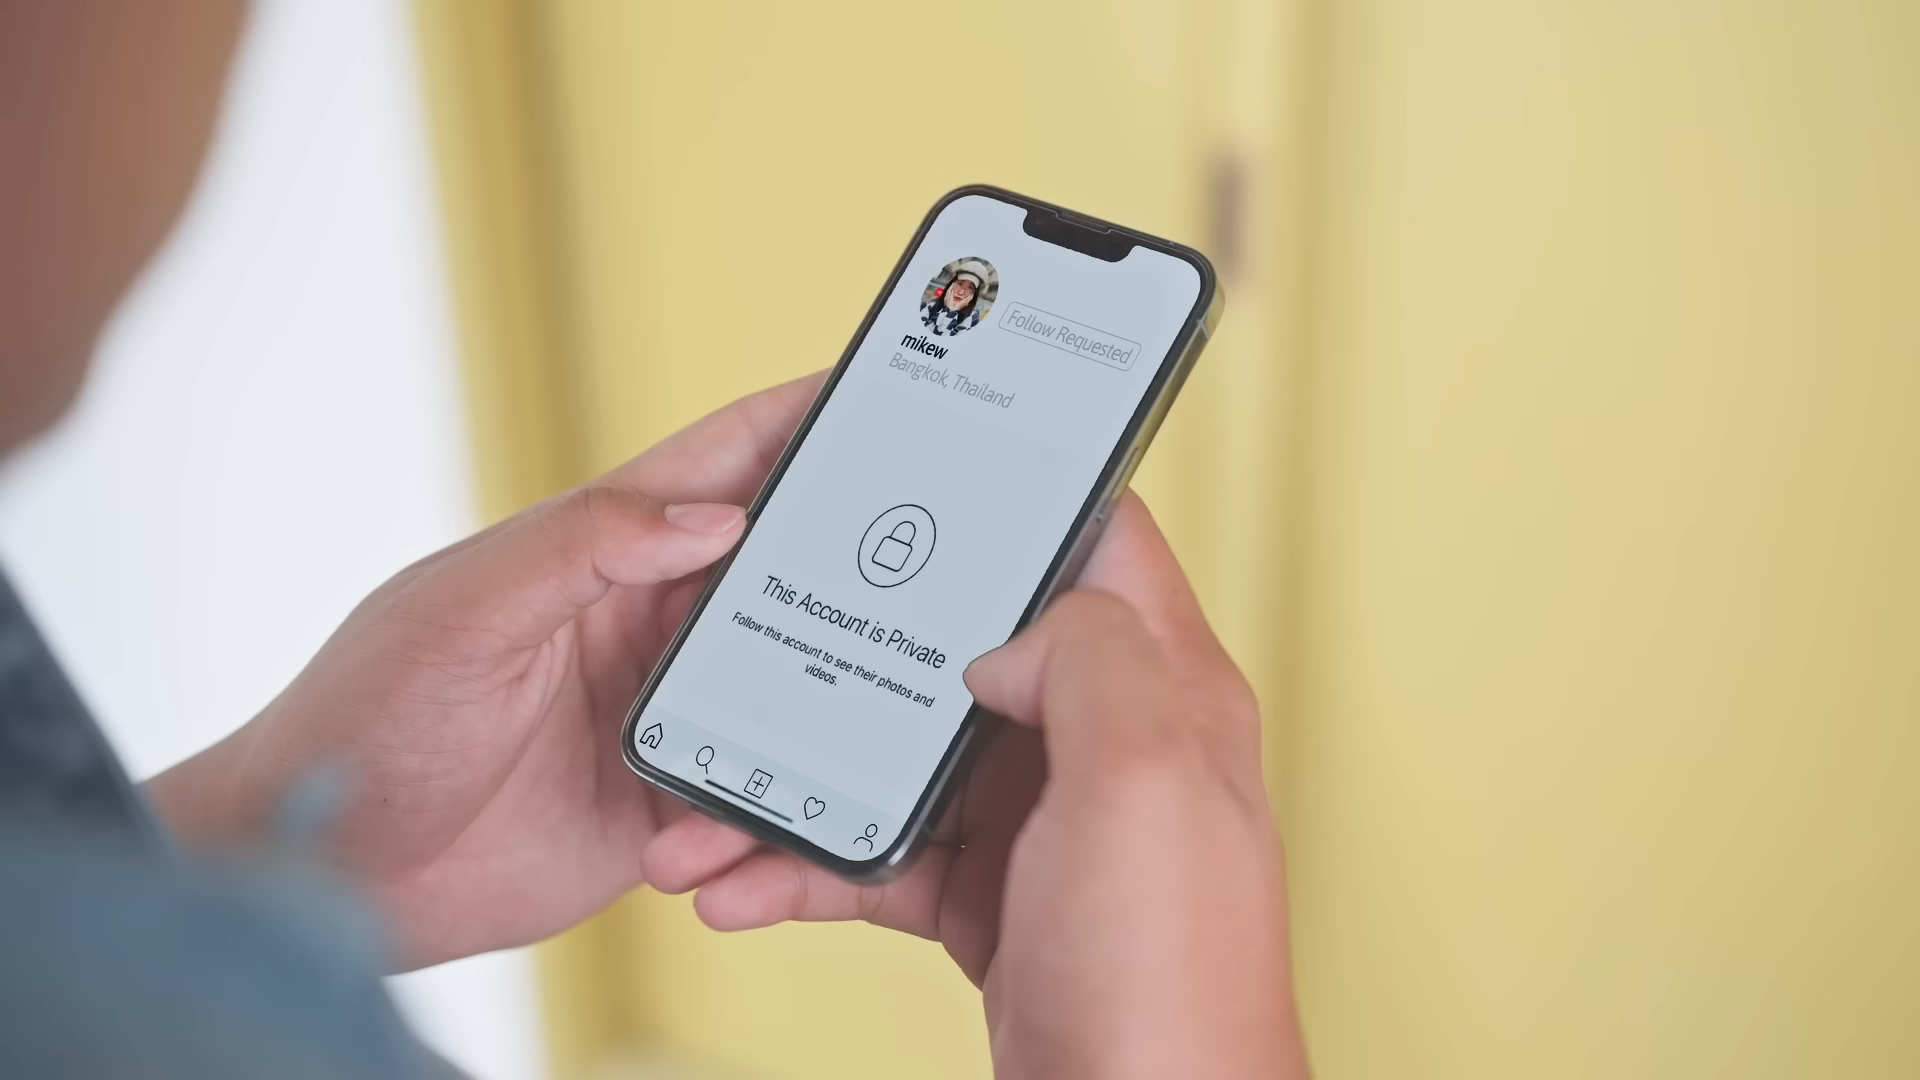 Follow Requested
mikew
Bangkok, Thailand
This Account is Private
Follow this account to see their photos and
videos.